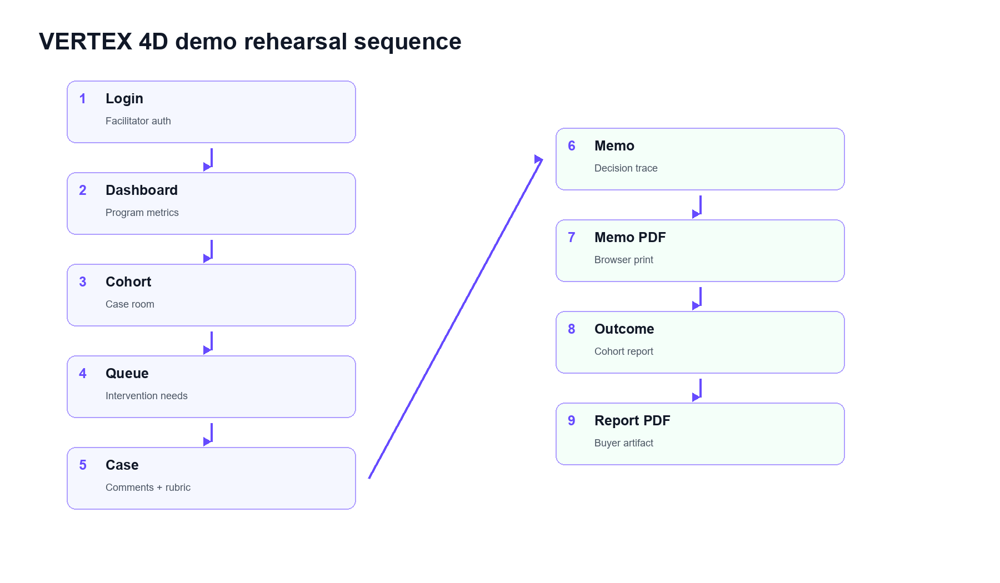 VERTEX 4D demo rehearsal sequence
1 Login
Facilitator auth
2 Dashboard
Program metrics
3 Cohort
Case room
4 Queue
Intervention needs
5 Case
Comments + rubric
6 Memo
Decision trace
7 Memo PDF
Browser print
8 Outcome
Cohort report
9 Report PDF
Buyer artifact